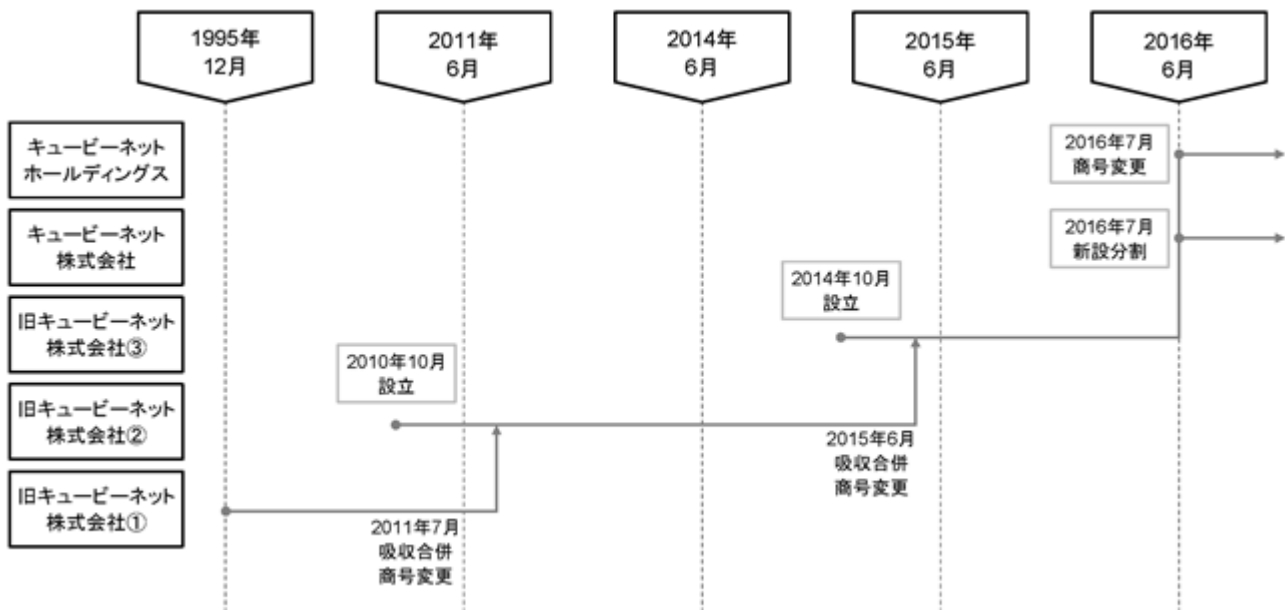 1995年
12月
2011年
6月
2014年
6月
2015年
6月
2016年
6月
キュービーネット
ホールディングス
2016年7月
商号変更
キュービーネット
株式会社
2016年7月
新設分割
旧キュービーネット
株式会社③
2014年10月
設立
旧キュービーネット
株式会社②
2010年10月
設立
2015年6月
吸収合併
商号変更
旧キュービーネット
株式会社①
2011年7月
吸収合併
商号変更